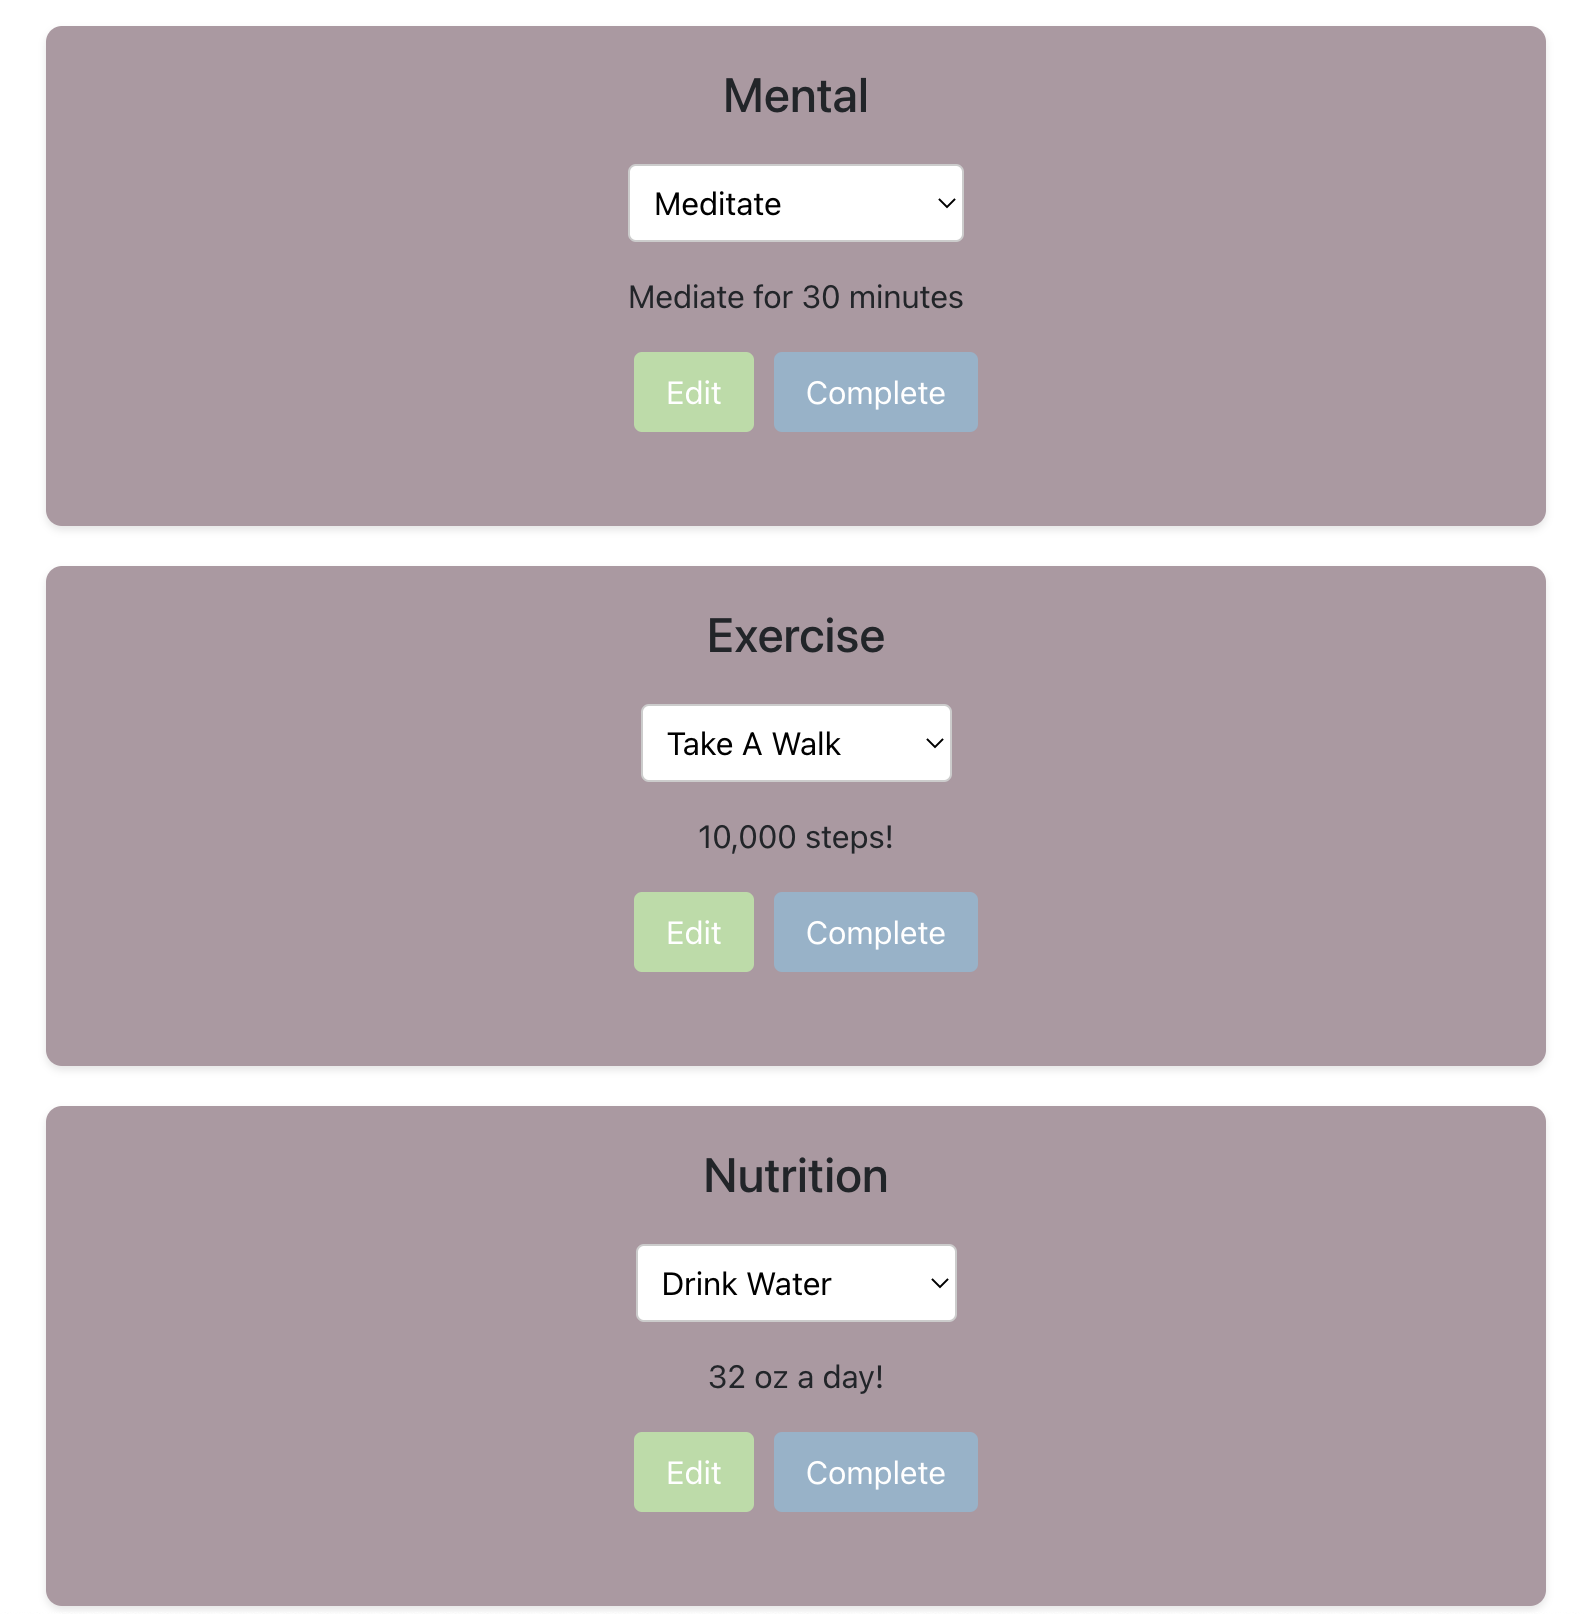 Mental
Meditate
Mediate for 30 minutes
Edit Complete
Exercise
Take A Walk
10,000 steps!
Edit Complete
Nutrition
Drink Water
32 oz a day!
Edit Complete